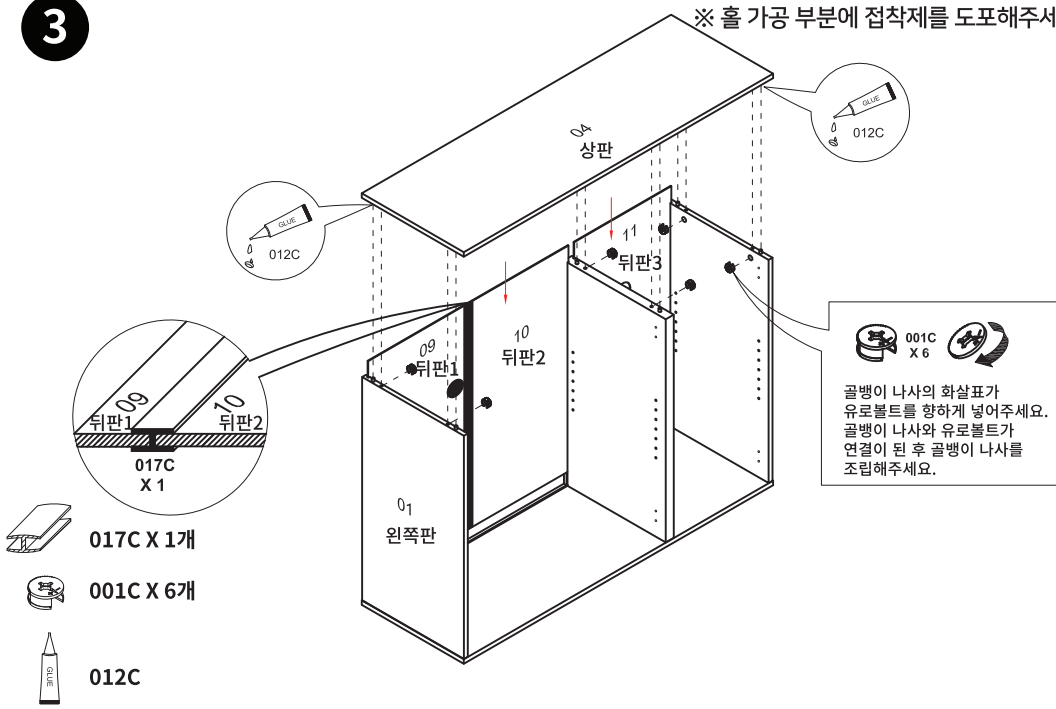 3
※ 홀 가공 부분에 접착제를 도포해주세
GLUE
012C
04
상판
GLUE
012C
11
뒤판3
10
뒤판2
09
뒤판1
001C
X 6
골뱅이 나사의 화살표가
유로볼트를 향하게 넣어주세요.
골뱅이 나사와 유로볼트가
연결이 된 후 골뱅이 나사를
조립해주세요.
09
뒤판1
10
뒤판2
017C
X 1
01
왼쪽판
017C X 1개
001C X 6개
GLUE
012C